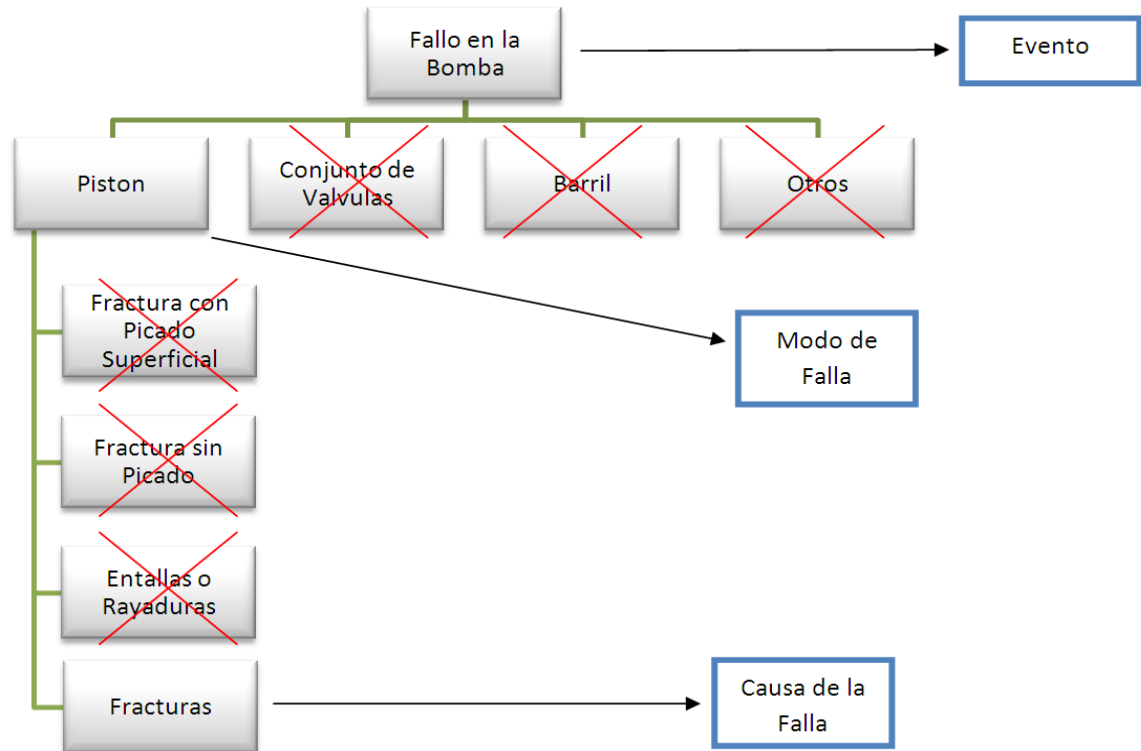 Fallo en la
Bomba
Evento
Piston
Conjunto de
Valvulas
Barril
Otros
Fractura con
Picado
Superficial
Modo de
Falla
Fractura sin
Picado
Entallas o
Rayaduras
Fracturas
Causa de la
Falla